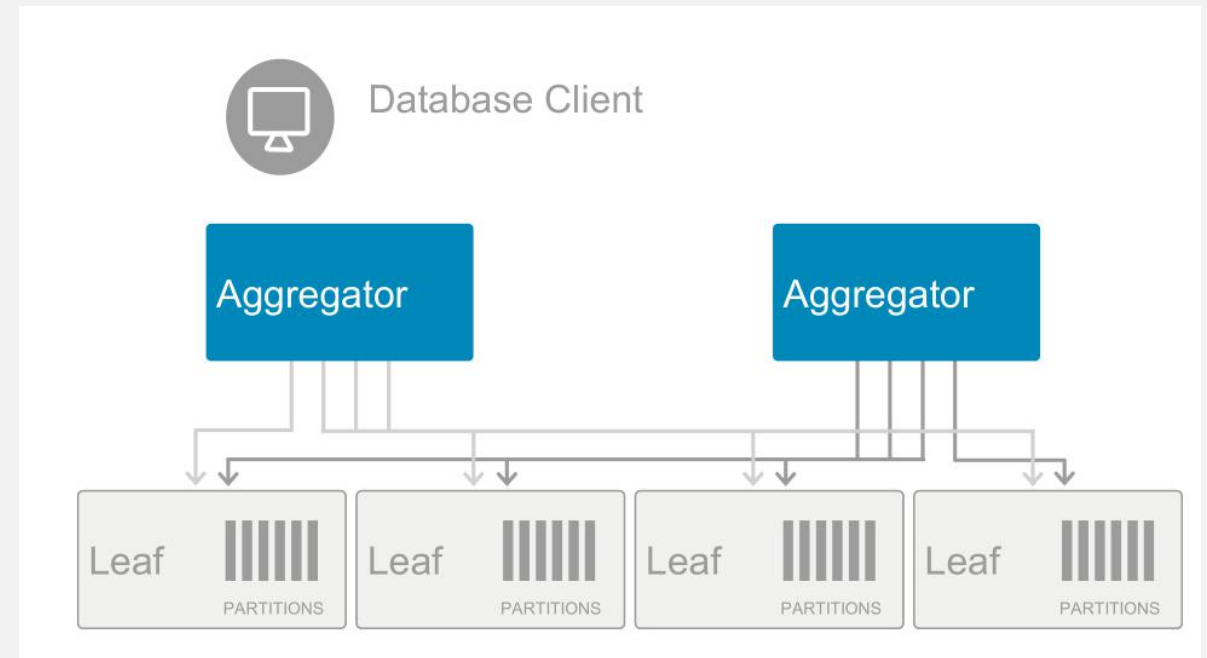 Database Client
Aggregator
Aggregator
Leaf
PARTITIONS
Leaf
PARTITIONS
Leaf
PARTITIONS
Leaf
PARTITIONS